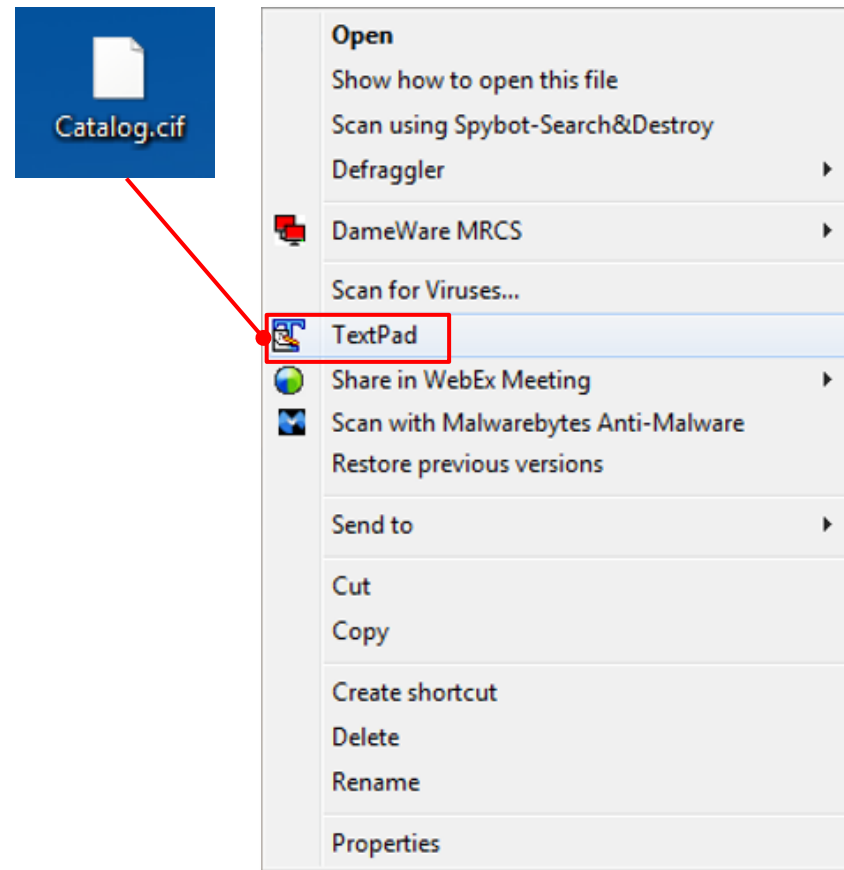 Catalog.cif
Open
Show how to open this file
Scan using Spybot-Search&Destroy
Defraggler
DameWare MRCS
Scan for Viruses...
TextPad
Share in WebEx Meeting
Scan with Malwarebytes Anti-Malware
Restore previous versions
Send to
Cut
Copy
Create shortcut
Delete
Rename
Properties